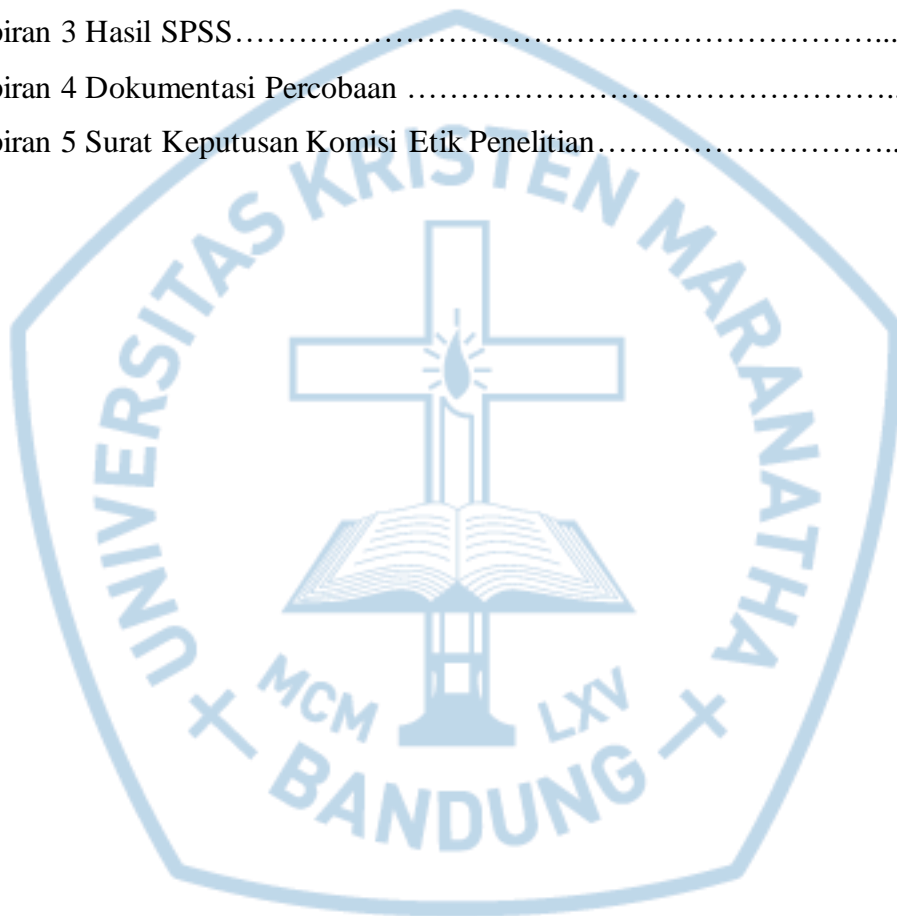 piran 3 Hasil SPSS…………………………………………………………...
piran 4 Dokumentasi Percobaan …………………………………………..
piran 5 Surat Keputusan Komisi Etik Penelitian………………………..
UNIVERSITAS KRISTEN MARANATHA
MCM LXV
BANDUNG